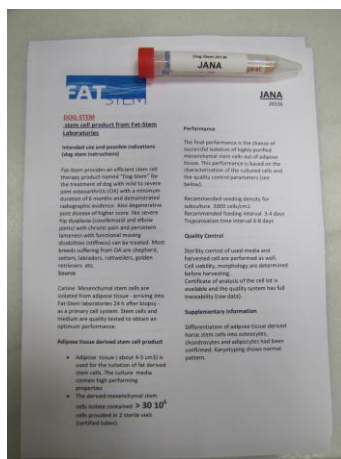 Dog-Stem 20136
JANA
FAT
STEM
JANA
20136
DOG-STEM
stem cell product from Fat-Stem
Laboratories
Intended use and possible indications
(dog stem instructions)
Fat-Stem provides an efficient stem cell
therapy product named "Dog-Stem" for
the treatment of dog with mild to severe
joint osteoarthritis (OA) with a minimum
duration of 6 months and demonstrated
radiographic evidence. Also degenerative
joint disease of higher score like severe
hip dysplasia (coxofemoral and elbow
joints) with chronic pain and persistent
lameness with functional moving
disabilities (stiffness) can be treated. Most
breeds suffering from OA are shepherd,
setters, labradors, rottweilers, golden
retrievers etc.
Source
Canine Mesenchymal stem cells are
isolated from adipose tissue - arriving into
Fat-Stem laboratories 24 h after biopsy -
as a primary cell system. Stem cells and
medium are quality tested to obtain an
optimum performance.
Adipose tissue derived stem cell product
• Adipose tissue ( about 4-5 cm3) is
used for the isolation of fat derived
stem cells. The culture media
contain high performing
properties
• The derived mesenchymal stem
cells isolate contained > 30 10⁶
cells provided in 2 sterile vials
(certified tubes)
Performance
The final performance is the chance of
successful isolation of highly purified
mesenchymal stem cells out of adipose
tissue. This performance is based on the
characterisation of the cultured cells and
the quality control parameters (see
below).
Recommended seeding density for
subculture 3000 cells/cm2
Recommended feeding interval 3-4 days
Trypsinisation time interval 6-8 days
Quality Control
Sterility control of used media and
harvested cell are performed as well.
Cell viability, morphology are determined
before harvesting.
Certificate of analysis of the cell lot is
available and the quality system has full
traceability (raw data).
Supplementary information
Differentiation of adipose tissue derived
horse stem cells into osteocytes,
chondrocytes and adipocytes had been
confirmed. Karyotyping shows normal
pattern.